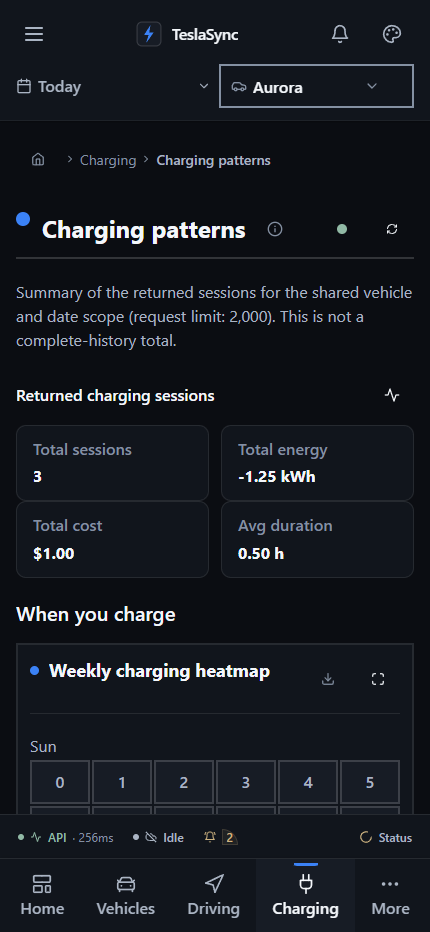 TeslaSync
Today
Aurora
Charging
Charging patterns
Charging patterns
Summary of the returned sessions for the shared vehicle
and date scope (request limit: 2,000). This is not a
complete-history total.
Returned charging sessions
Total sessions
3
Total energy
-1.25 kWh
Total cost
$1.00
Avg duration
0.50 h
When you charge
Weekly charging heatmap
Sun
0 1 2 3 4 5
API · 256ms
Idle
2
Status
Home
Vehicles
Driving
Charging
More